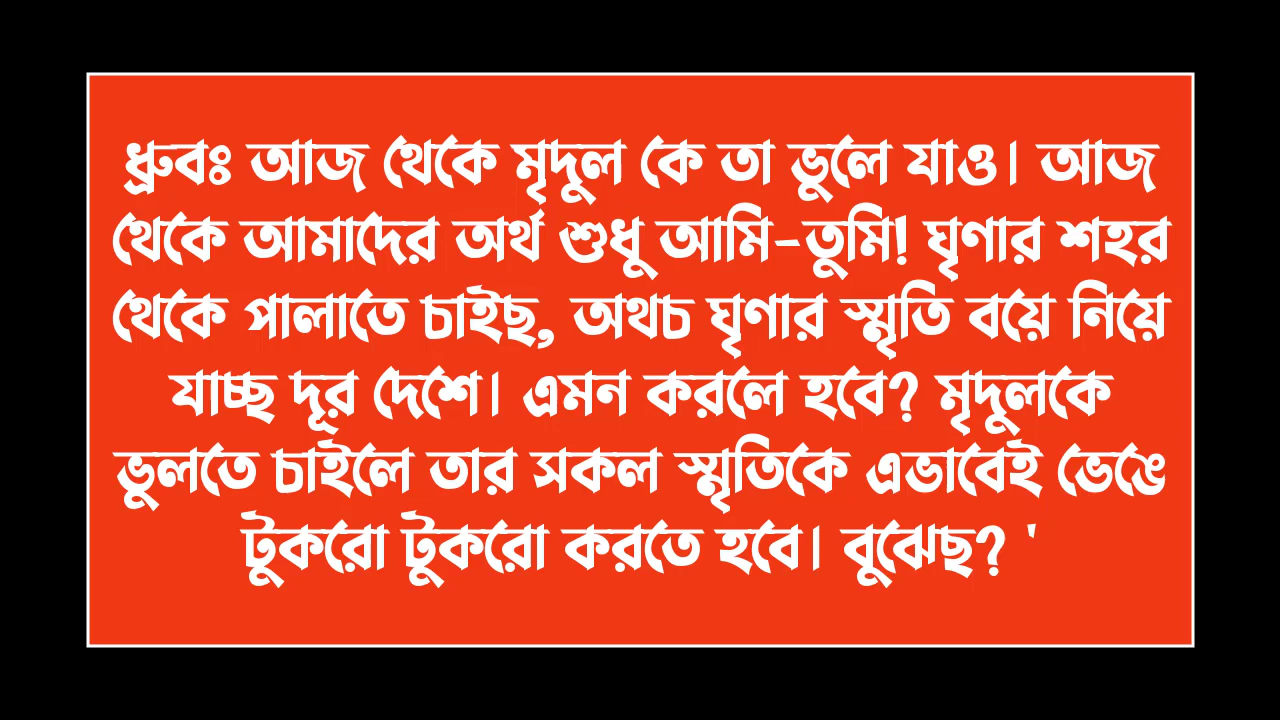 ধ্রুবঃ আজ থেকে মৃদুল কে তা ভুলে যাও। আজ
থেকে আমাদের অর্থ শুধু আমি-তুমি! ঘৃণার শহর
থেকে পালাতে চাইছ, অথচ ঘৃণার স্মৃতি বয়ে নিয়ে
যাচ্ছ দূর দেশে। এমন করলে হবে? মৃদুলকে
ভুলতে চাইলে তার সকল স্মৃতিকে এভাবেই ভেঙে
টুকরো টুকরো করতে হবে। বুঝেছ? '